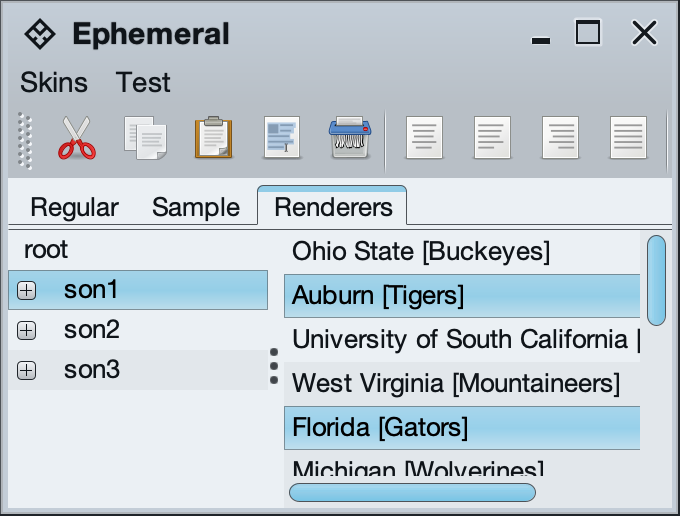 Ephemeral
Skins Test
Regular Sample Renderers
root
son1
son2
son3
Ohio State [Buckeyes]
Auburn [Tigers]
University of South California [
West Virginia [Mountaineers]
Florida [Gators]
Michigan [Wolverines]